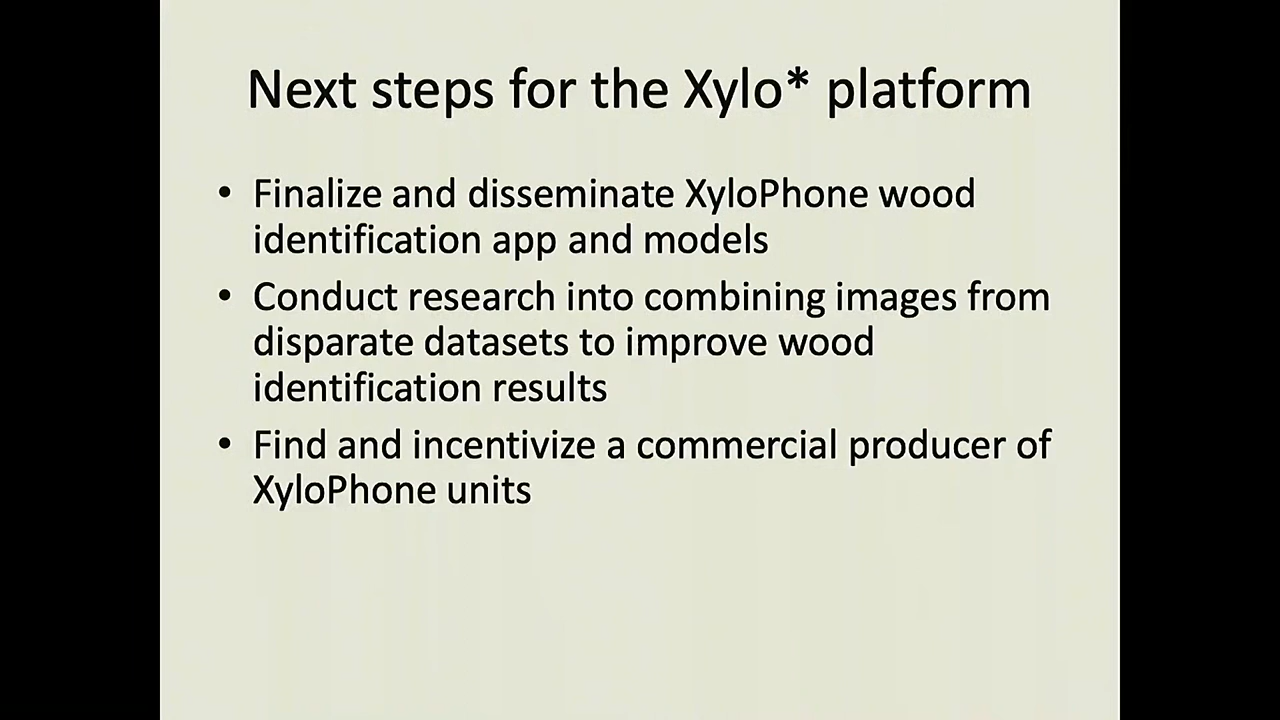 Next steps for the Xylo* platform
• Finalize and disseminate XyloPhone wood
identification app and models
• Conduct research into combining images from
disparate datasets to improve wood
identification results
• Find and incentivize a commercial producer of
XyloPhone units